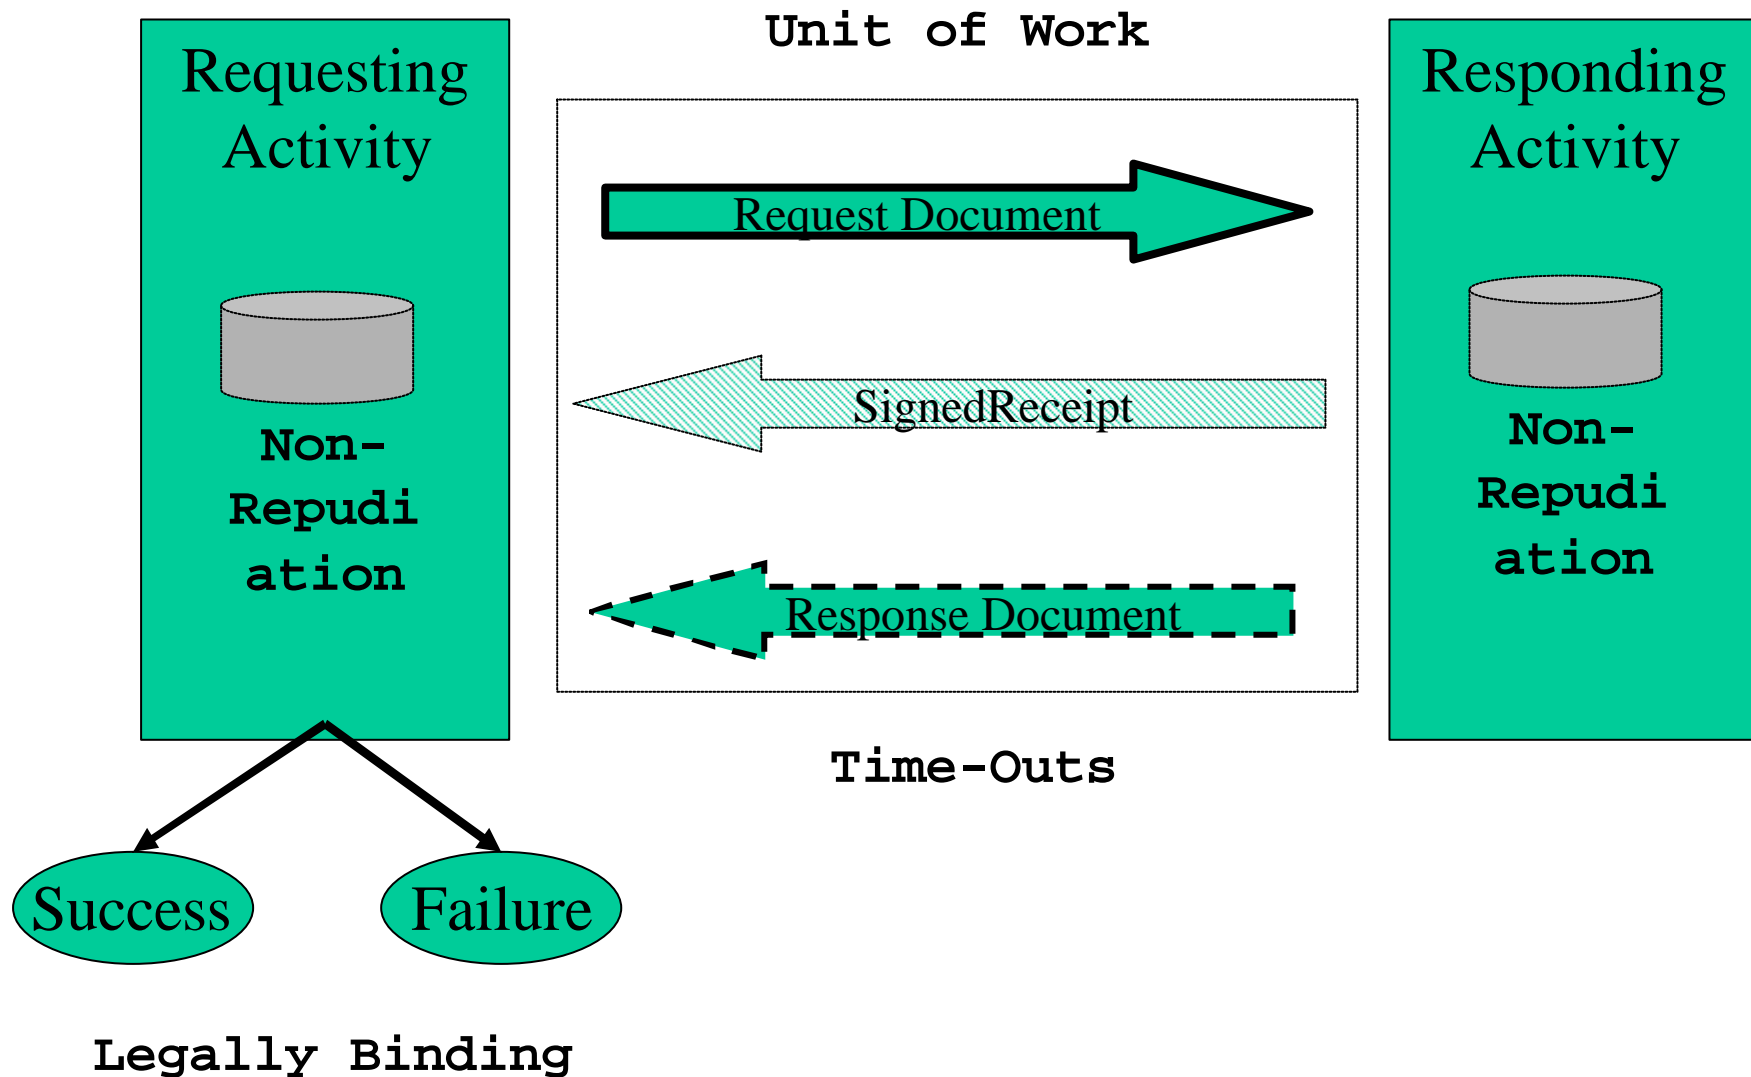 Unit of Work
Requesting
Activity
Non-
Repudi
ation
Request Document
SignedReceipt
Response Document
Responding
Activity
Non-
Repudi
ation
Time-Outs
Success
Failure
Legally Binding